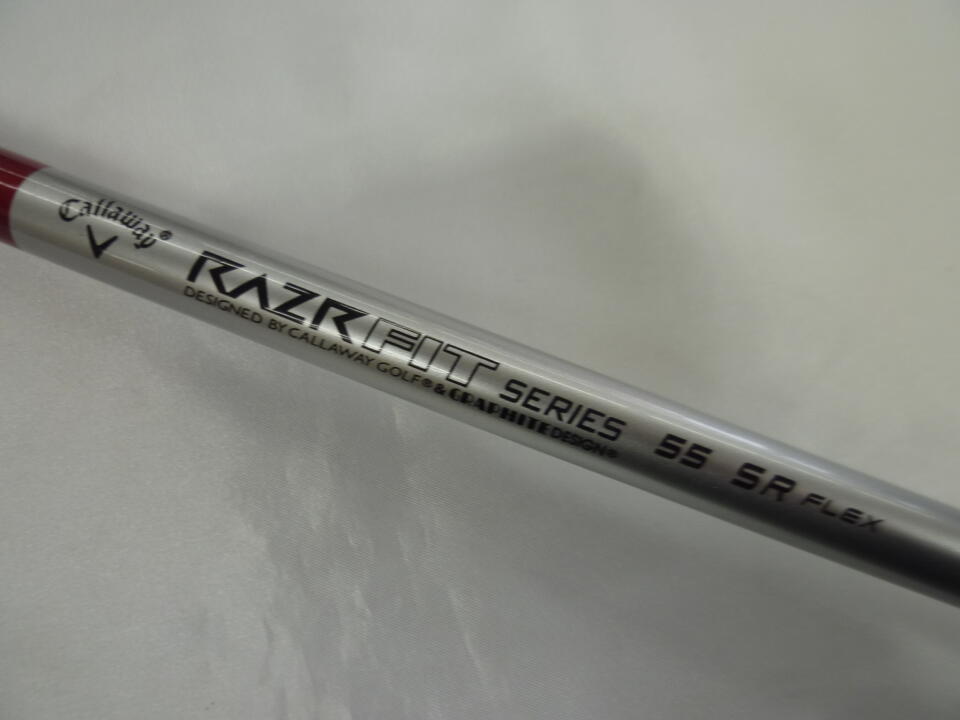 Callaway®
RAZR FIT SERIES 55 SR FLEX
DESIGNED BY CALLAWAY GOLF® & GRAPHITE DESIGN®